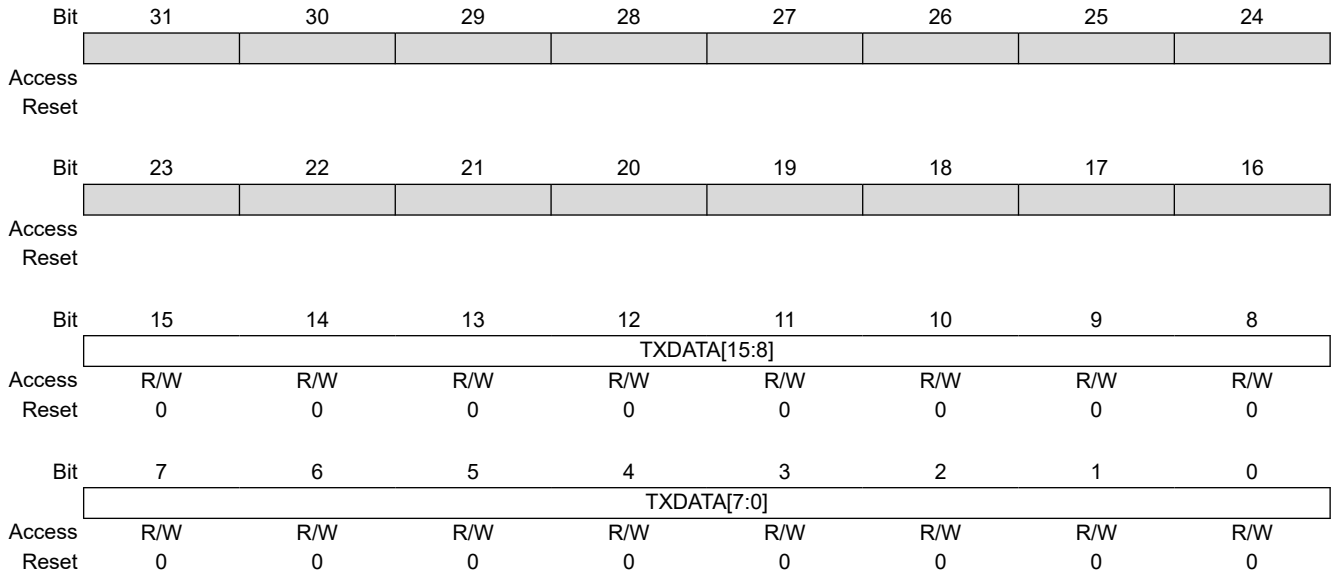 Bit 31 30 29 28 27 26 25 24
Access
Reset
Bit 23 22 21 20 19 18 17 16
Access
Reset
Bit 15 14 13 12 11 10 9 8
TXDATA[15:8]
Access R/W R/W R/W R/W R/W R/W R/W R/W
Reset 0 0 0 0 0 0 0 0
Bit 7 6 5 4 3 2 1 0
TXDATA[7:0]
Access R/W R/W R/W R/W R/W R/W R/W R/W
Reset 0 0 0 0 0 0 0 0